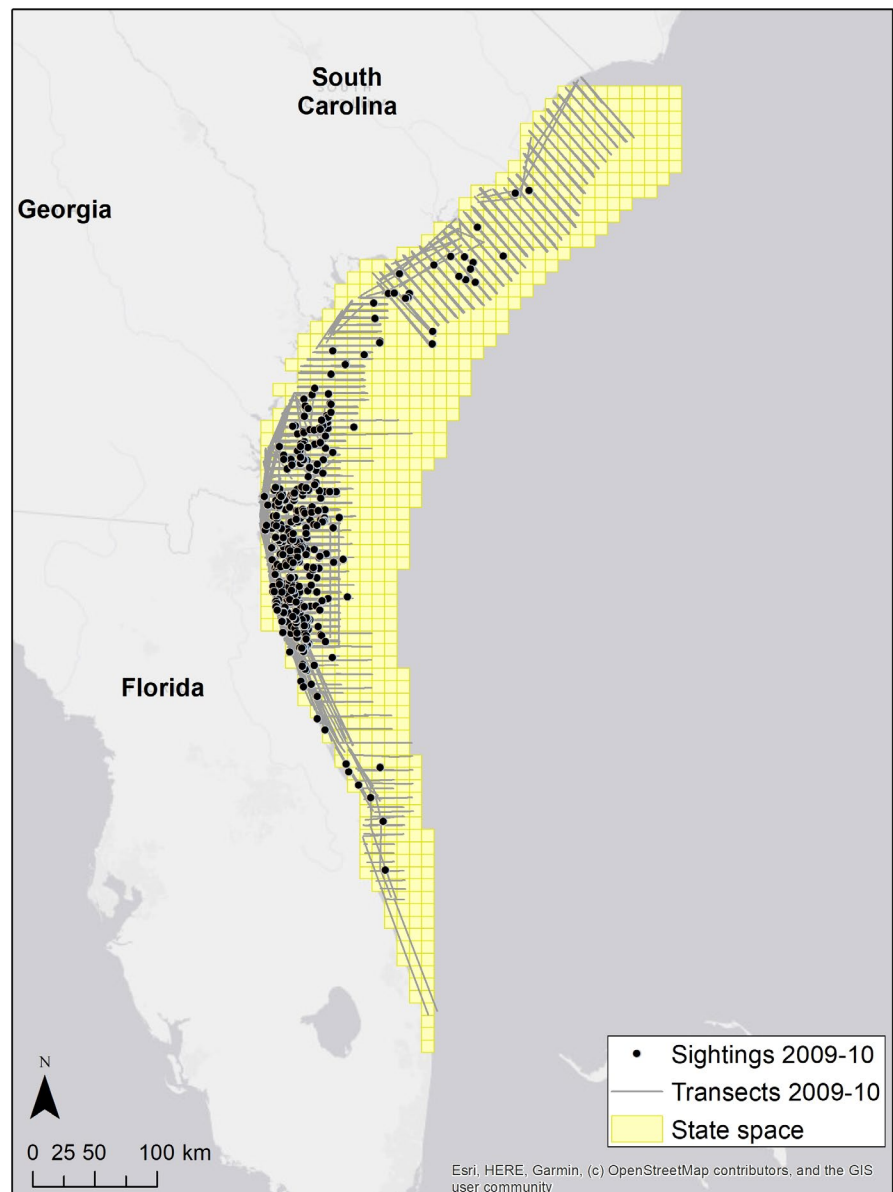 South
Carolina
Georgia
Florida
N
0 25 50 100 km
Sightings 2009-10
Transects 2009-10
State space
Esri, HERE, Garmin, (c) OpenStreetMap contributors, and the GIS
user community